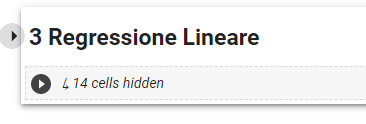 3 Regressione Lineare
↳ 14 cells hidden